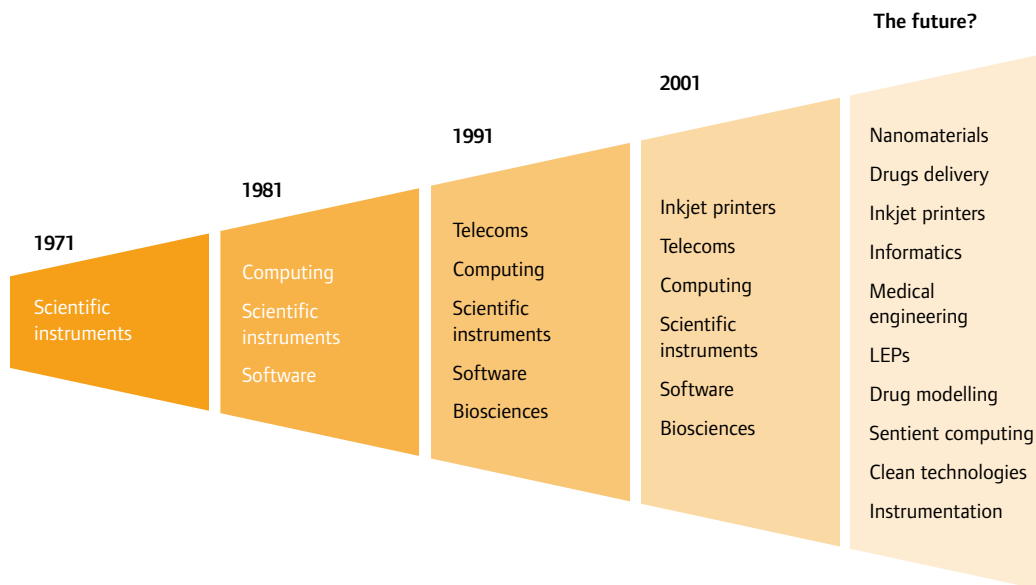 1971
Scientific
instruments
1981
Computing
Scientific
instruments
Software
1991
Telecoms
Computing
Scientific
instruments
Software
Biosciences
2001
Inkjet printers
Telecoms
Computing
Scientific
instruments
Software
Biosciences
The future?
Nanomaterials
Drugs delivery
Inkjet printers
Informatics
Medical
engineering
LEPs
Drug modelling
Sentient computing
Clean technologies
Instrumentation